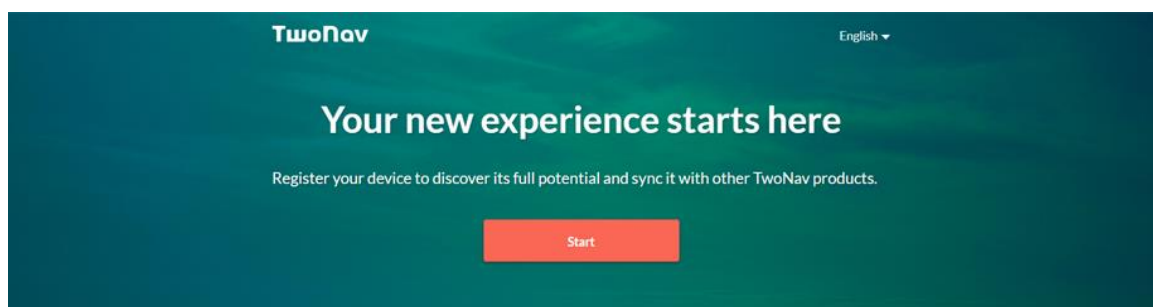 TwoNav
English
Your new experience starts here
Register your device to discover its full potential and sync it with other TwoNav products.
Start